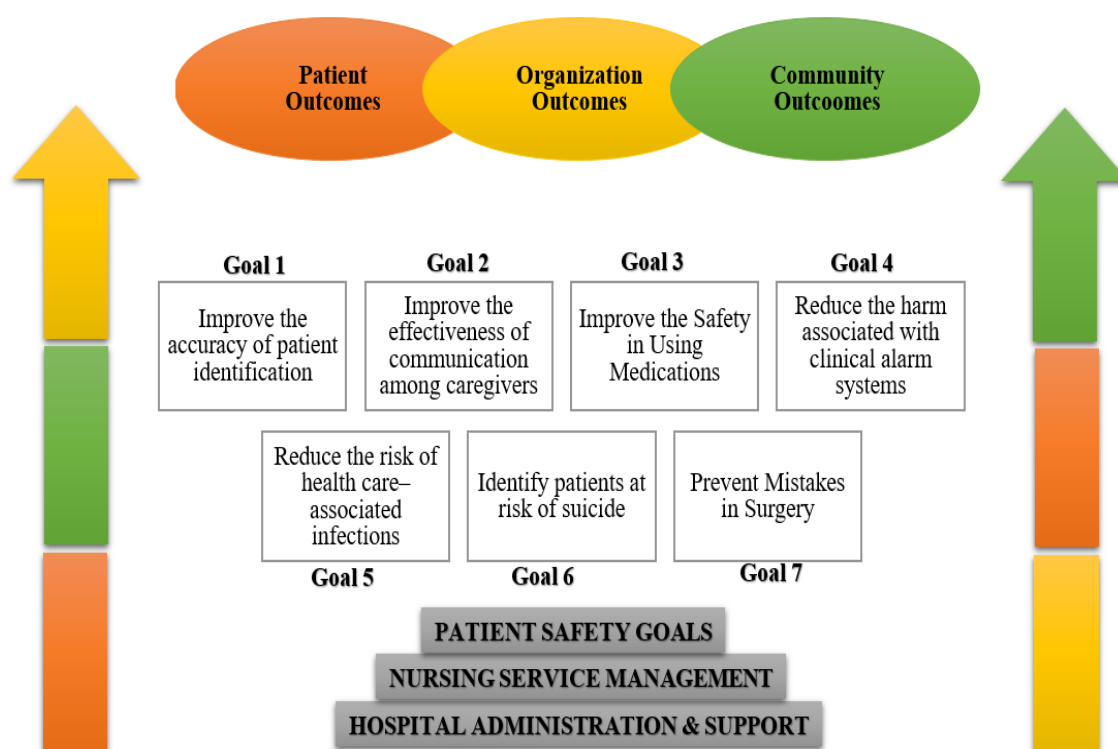 Patient
Outcomes
Organization
Outcomes
Community
Outcoomes
Goal 1
Goal 2
Goal 3
Goal 4
Improve the
accuracy of patient
identification
Improve the
effectiveness of
communication
among caregivers
Improve the Safety
in Using
Medications
Reduce the harm
associated with
clinical alarm
systems
Reduce the risk of
health care–
associated
infections
Identify patients at
risk of suicide
Prevent Mistakes
in Surgery
Goal 5
Goal 6
Goal 7
PATIENT SAFETY GOALS
NURSING SERVICE MANAGEMENT
HOSPITAL ADMINISTRATION & SUPPORT